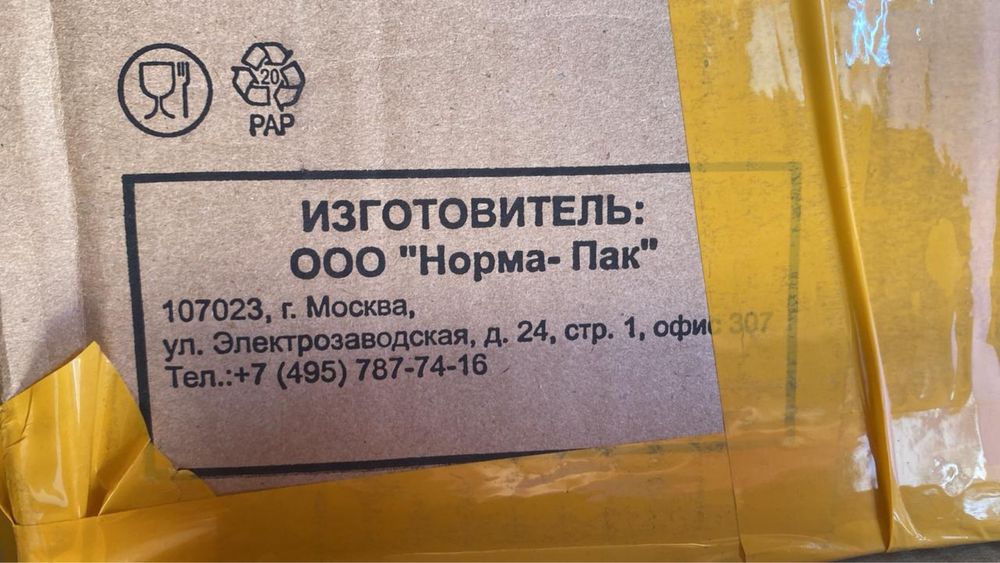 20
PAP
ИЗГОТОВИТЕЛЬ:
ООО "Норма- Пак"
107023, г. Москва,
ул. Электрозаводская, д. 24, стр. 1, офис 307
Тел.:+7 (495) 787-74-16